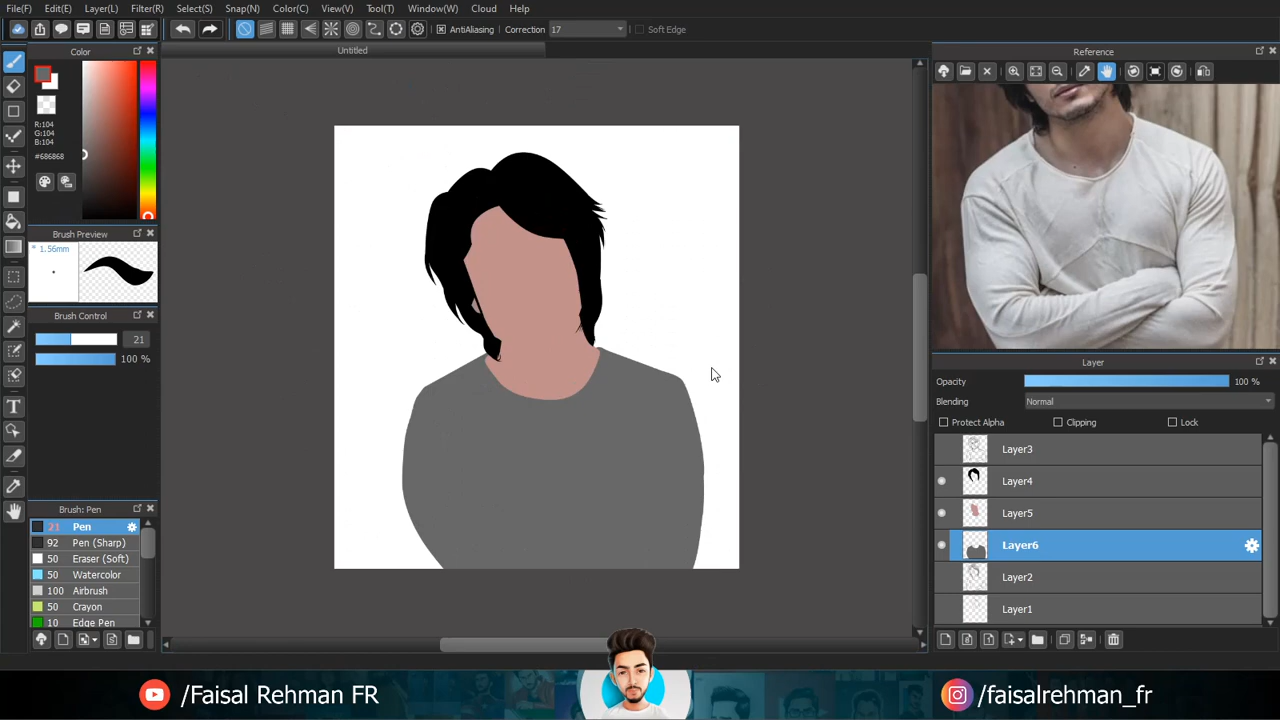 File(F) Edit(E) Layer(L) Filter(R) Select(S) Snap(N) Color(C) View(V) Tool(T) Window(W) Cloud Help
AntiAliasing Correction 17 Soft Edge
Color
Untitled
Reference
R:104
G:104
B:104
#686868
Brush Preview
* 1.56mm
Brush Control
21
100 %
Layer
Opacity 100 %
Blending Normal
Protect Alpha Clipping Lock
Layer3
Layer4
Layer5
Layer6
Layer2
Layer1
Brush: Pen
21 Pen
92 Pen (Sharp)
50 Eraser (Soft)
50 Watercolor
100 Airbrush
50 Crayon
10 Edge Pen
/Faisal Rehman FR
/faisalrehman_fr